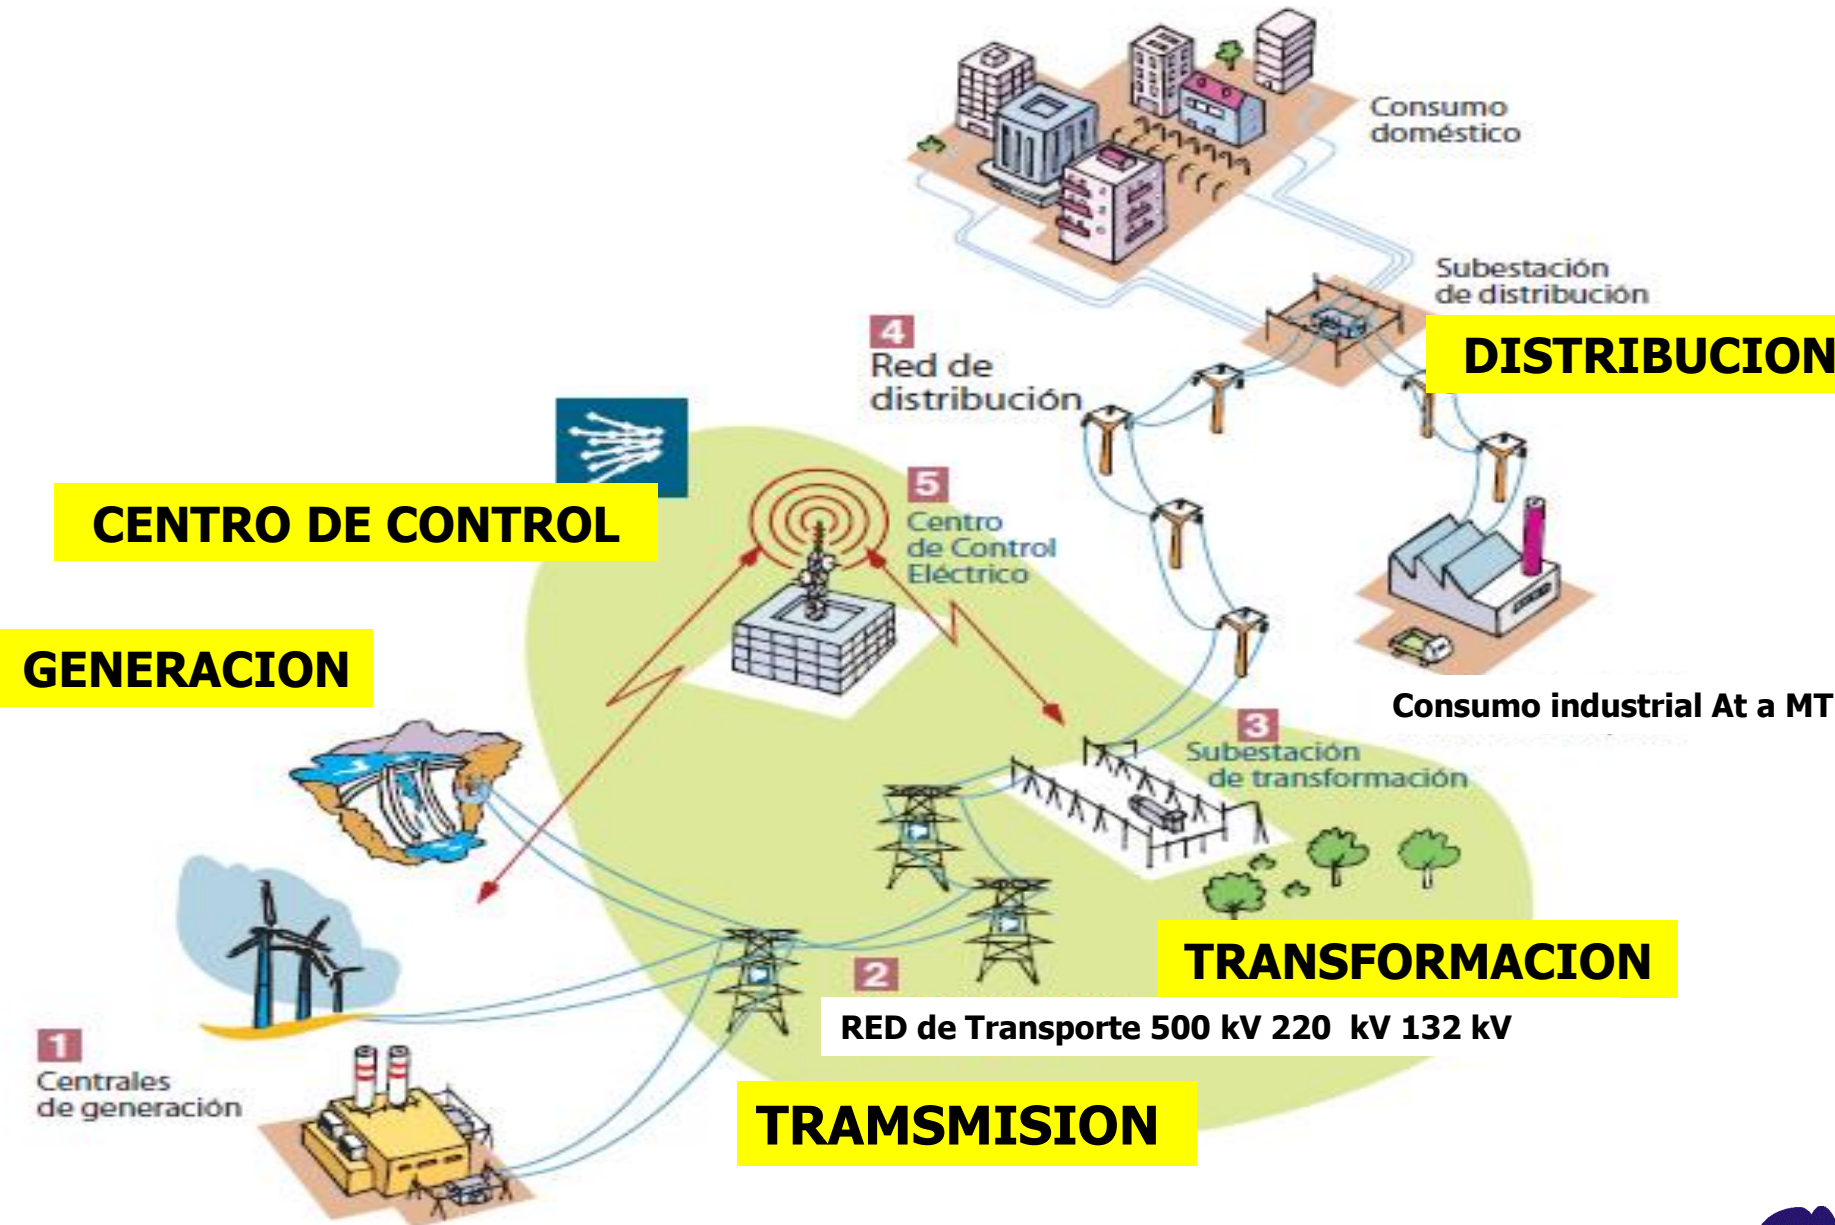 Consumo
doméstico
Subestación
de distribución
DISTRIBUCION
4
Red de
distribución
CENTRO DE CONTROL
5
Centro
de Control
Eléctrico
GENERACION
Consumo industrial At a MT
3
Subestación
de transformación
TRANSFORMACION
2
RED de Transporte 500 kV 220  kV 132 kV
1
Centrales
de generación
TRAMSMISION